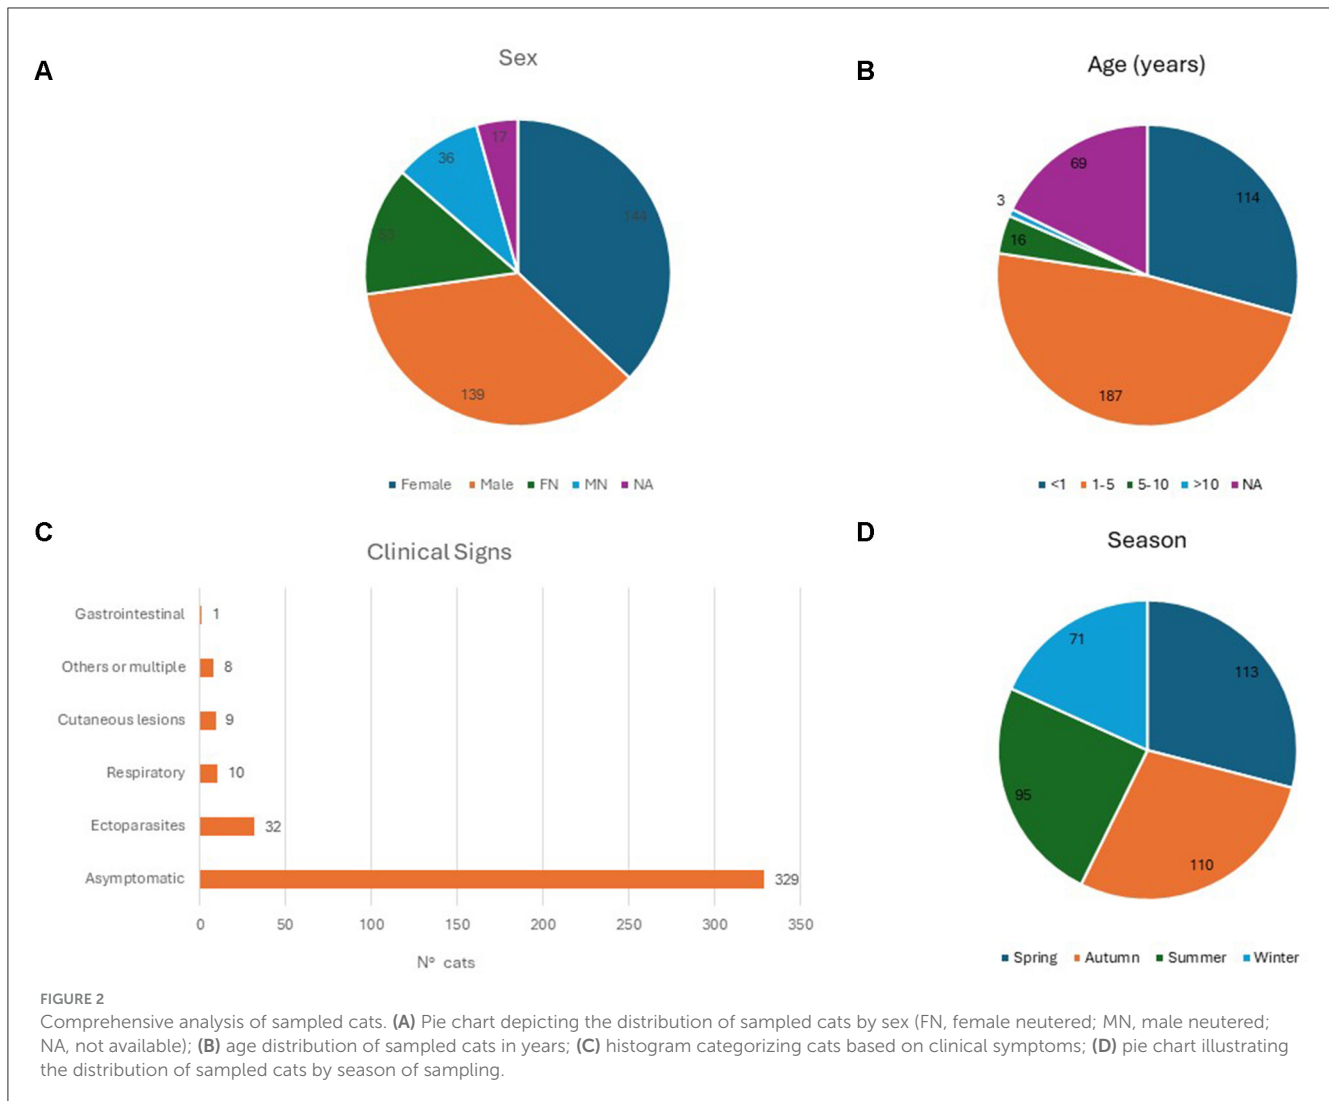 A
Sex
17
36
144
53
139
Female Male FN MN NA
B
Age (years)
69
114
3
16
187
<1 1-5 5-10 >10 NA
C
Clinical Signs
Gastrointestinal 1
Others or multiple 8
Cutaneous lesions 9
Respiratory 10
Ectoparasites 32
Asymptomatic 329
0 50 100 150 200 250 300 350
Nº cats
D
Season
71
113
95
110
Spring Autumn Summer Winter
FIGURE 2
Comprehensive analysis of sampled cats. (A) Pie chart depicting the distribution of sampled cats by sex (FN, female neutered; MN, male neutered;
NA, not available); (B) age distribution of sampled cats in years; (C) histogram categorizing cats based on clinical symptoms; (D) pie chart illustrating
the distribution of sampled cats by season of sampling.